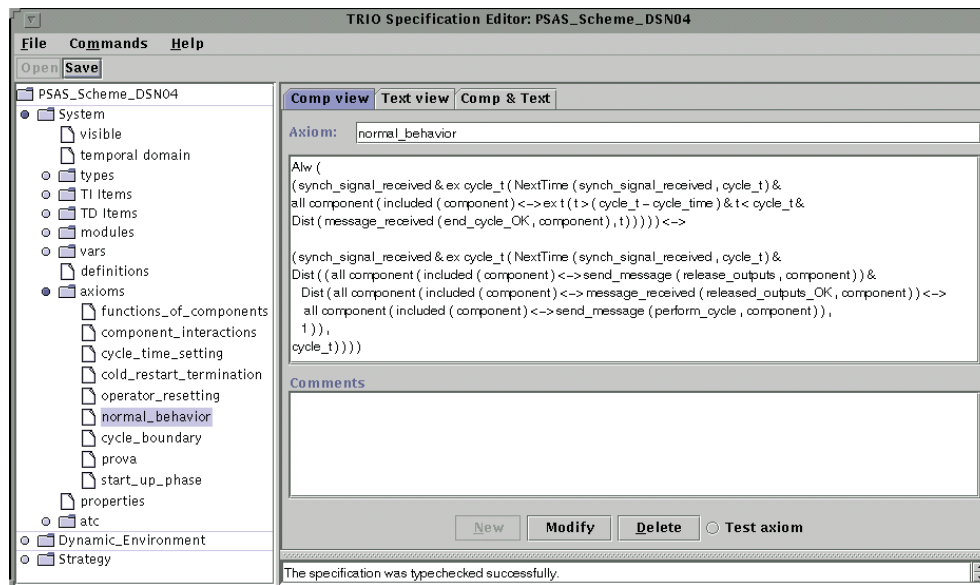 TRIO Specification Editor: PSAS_Scheme_DSN04
File Commands Help
Open Save
PSAS_Scheme_DSN04
System
visible
temporal domain
types
TI Items
TD Items
modules
vars
definitions
axioms
functions_of_components
component_interactions
cycle_time_setting
cold_restart_termination
operator_resetting
normal_behavior
cycle_boundary
prova
start_up_phase
properties
atc
Dynamic_Environment
Strategy
Comp view Text view Comp & Text
Axiom: normal_behavior
Alw (
(synch_signal_received & ex cycle_t ( NextTime (synch_signal_received , cycle_t) &
all component ( included ( component) <-> ex t ( t > ( cycle_t - cycle_time ) & t < cycle_t &
Dist ( message_received ( end_cycle_OK , component ) , t ) ) ) ) ) <->
(synch_signal_received & ex cycle_t ( NextTime (synch_signal_received , cycle_t) &
Dist ( ( all component ( included ( component) <-> send_message ( release_outputs , component ) ) &
Dist ( all component ( included ( component) <-> message_received ( released_outputs_OK , component ) ) <->
all component ( included ( component) <-> send_message ( perform_cycle , component ) ) ,
1 ) ) ,
cycle_t ) ) ) )
Comments
New Modify Delete Test axiom
The specification was typechecked successfully.